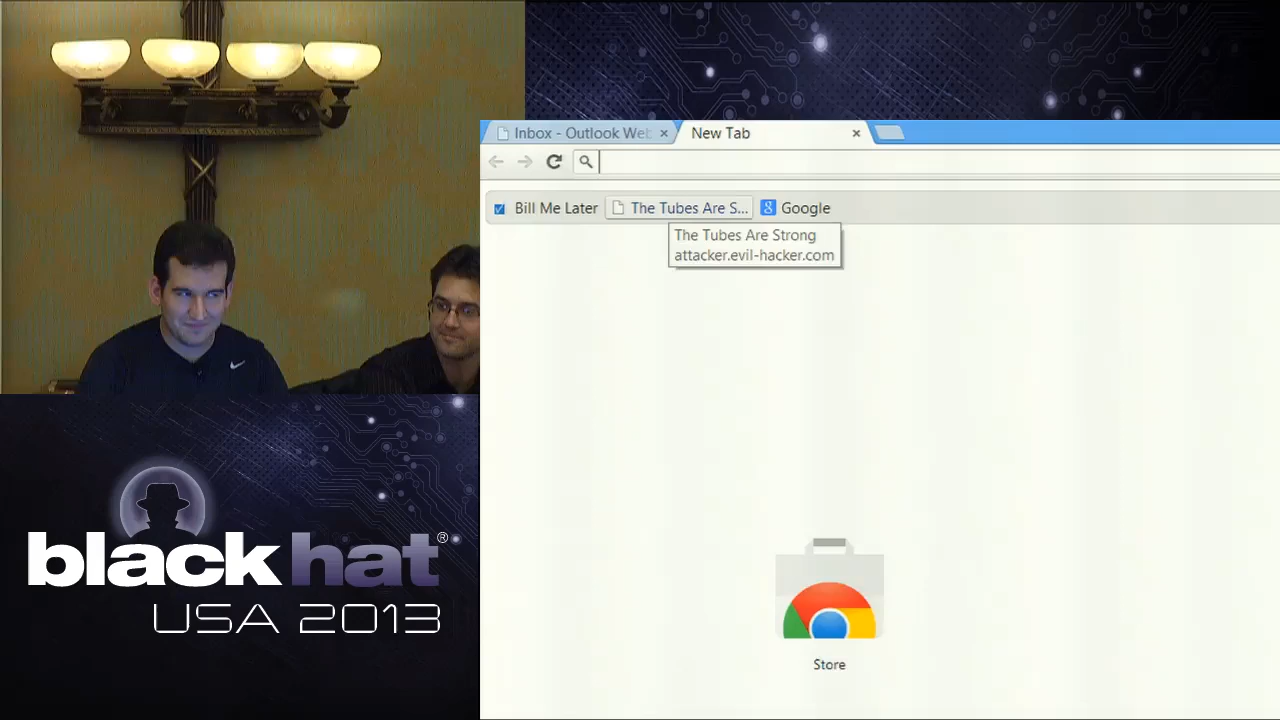 Inbox - Outlook Web
New Tab
Bill Me Later
The Tubes Are S...
Google
The Tubes Are Strong
attacker.evil-hacker.com
Store
black hat®
USA 2013